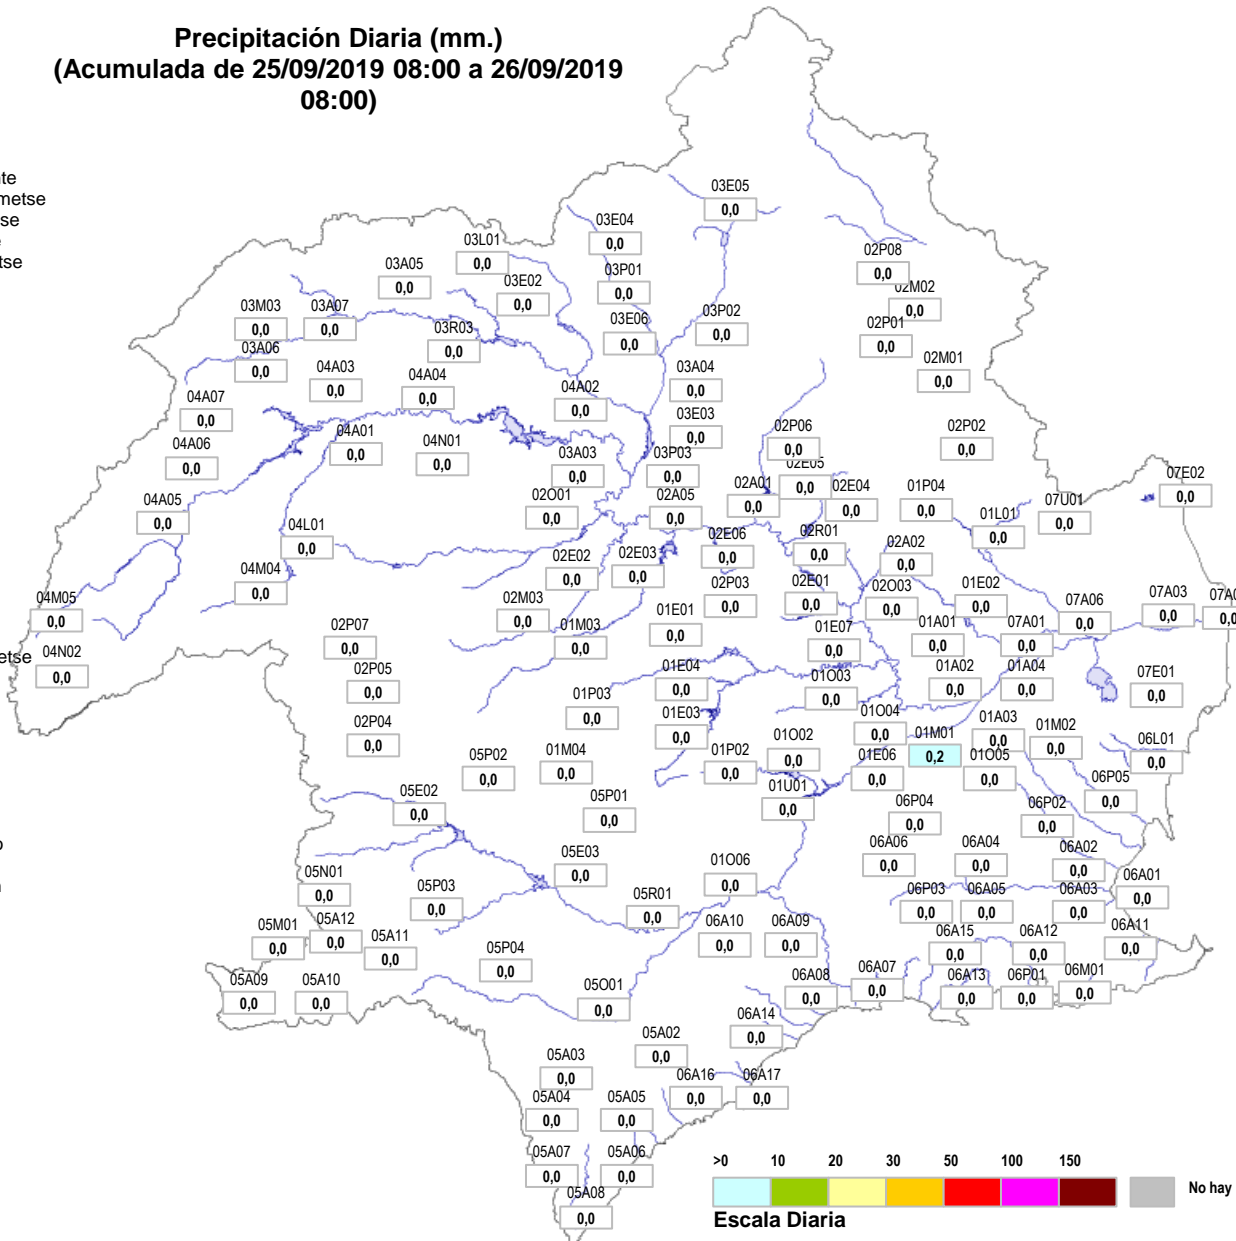 Precipitación Diaria (mm.)
(Acumulada de 25/09/2019 08:00 a 26/09/2019
08:00)
03E05
0,0
metse
03E04
0,0
03L01
0,0
02P08
0,0
03A05
0,0
03P01
0,0
03E02
0,0
02M02
0,0
03M03
0,0
03A07
0,0
03R03
0,0
03E06
0,0
03P02
0,0
02P01
0,0
03A06
0,0
04A03
0,0
04A04
0,0
03A04
0,0
02M01
0,0
04A07
0,0
04A02
0,0
03E03
0,0
04A06
0,0
04A01
0,0
04N01
0,0
02P06
0,0
02P02
0,0
03A03
0,0
03P03
0,0
02E05
0,0
07E02
0,0
04A05
0,0
02O01
0,0
02A05
0,0
02A01
0,0
02E04
0,0
01P04
0,0
07U01
0,0
01L01
0,0
04L01
0,0
02E06
0,0
02R01
0,0
02A02
0,0
02E02
0,0
02E03
0,0
04M04
0,0
02P03
0,0
02E01
0,0
02O03
0,0
01E02
0,0
04M05
0,0
02M03
0,0
01E01
0,0
07A06
0,0
07A03
0,0
07A0
0,0
02P07
0,0
01M03
0,0
01E07
0,0
01A01
0,0
07A01
0,0
etse
04N02
0,0
02P05
0,0
01E04
0,0
01O03
0,0
01A02
0,0
01A04
0,0
07E01
0,0
01P03
0,0
01E03
0,0
02P04
0,0
01O04
0,0
01M01
0,2
01A03
0,0
01M02
0,0
06L01
0,0
05P02
0,0
01M04
0,0
01P02
0,0
01O02
0,0
01E06
0,0
01O05
0,0
06P05
0,0
05E02
0,0
05P01
0,0
01U01
0,0
06P04
0,0
06P02
0,0
05E03
0,0
01O06
0,0
06A06
0,0
06A04
0,0
06A02
0,0
05N01
0,0
05P03
0,0
05R01
0,0
06P03
0,0
06A05
0,0
06A03
0,0
06A01
0,0
05M01
0,0
05A12
0,0
05A11
0,0
06A10
0,0
06A09
0,0
06A15
0,0
06A12
0,0
06A11
0,0
05P04
0,0
05A09
0,0
05A10
0,0
05O01
0,0
06A08
0,0
06A07
0,0
06A13
0,0
06P01
0,0
06M01
0,0
06A14
0,0
05A02
0,0
05A03
0,0
06A16
0,0
06A17
0,0
05A04
0,0
05A05
0,0
05A07
0,0
05A06
0,0
05A08
0,0
>0 10 20 30 50 100 150
No hay
Escala Diaria